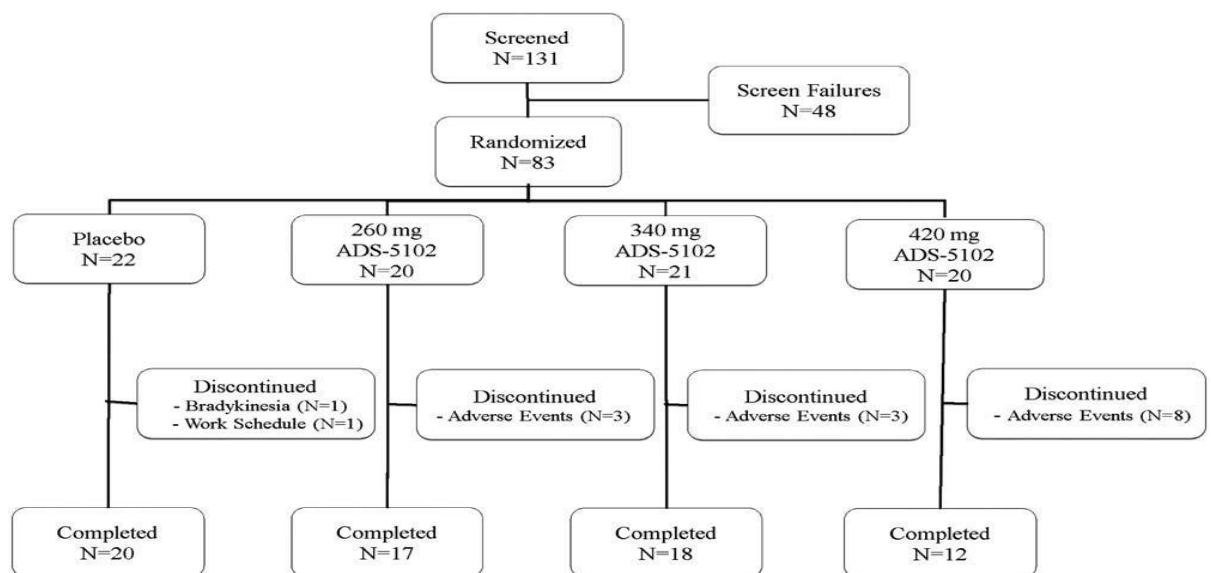 Screened
N=131
Screen Failures
N=48
Randomized
N=83
Placebo
N=22
260 mg
ADS-5102
N=20
340 mg
ADS-5102
N=21
420 mg
ADS-5102
N=20
Discontinued
- Bradykinesia (N=1)
- Work Schedule (N=1)
Discontinued
- Adverse Events (N=3)
Discontinued
- Adverse Events (N=3)
Discontinued
- Adverse Events (N=8)
Completed
N=20
Completed
N=17
Completed
N=18
Completed
N=12